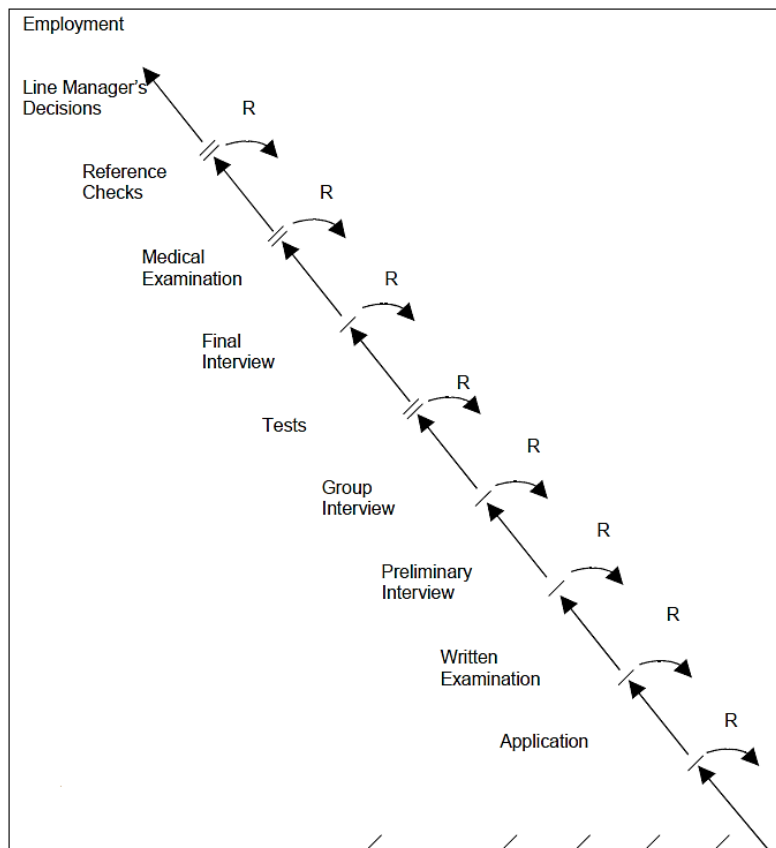 Employment
Line Manager's
Decisions
R
Reference
Checks
R
Medical
Examination
R
Final
Interview
R
Tests
R
Group
Interview
R
Preliminary
Interview
R
Written
Examination
R
Application